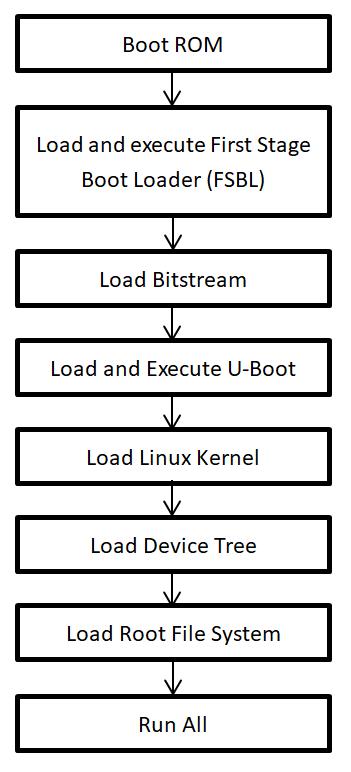 Boot ROM
Load and execute First Stage
Boot Loader (FSBL)
Load Bitstream
Load and Execute U-Boot
Load Linux Kernel
Load Device Tree
Load Root File System
Run All